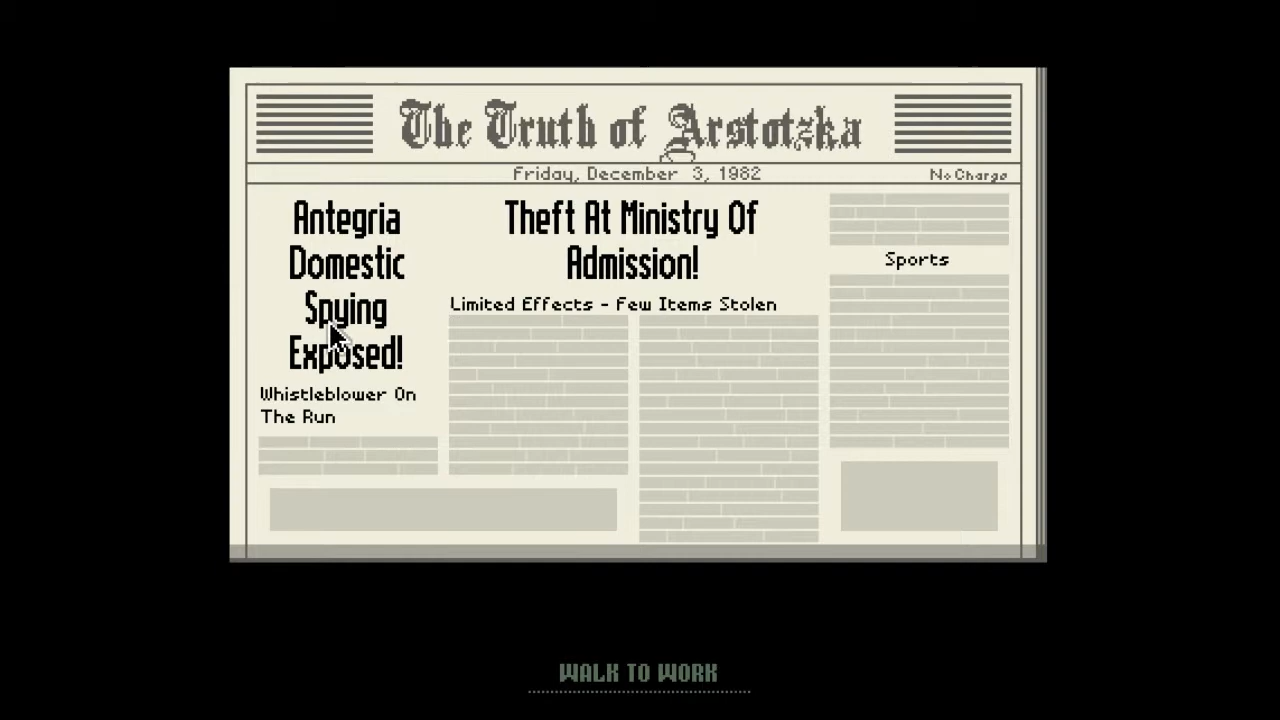 The Truth of Arstotzka
Friday, December 3, 1982
No Charge
Antegria
Domestic
Spying
Exposed!
Whistleblower On
The Run
Theft At Ministry Of
Admission!
Limited Effects - Few Items Stolen
Sports
WALK TO WORK